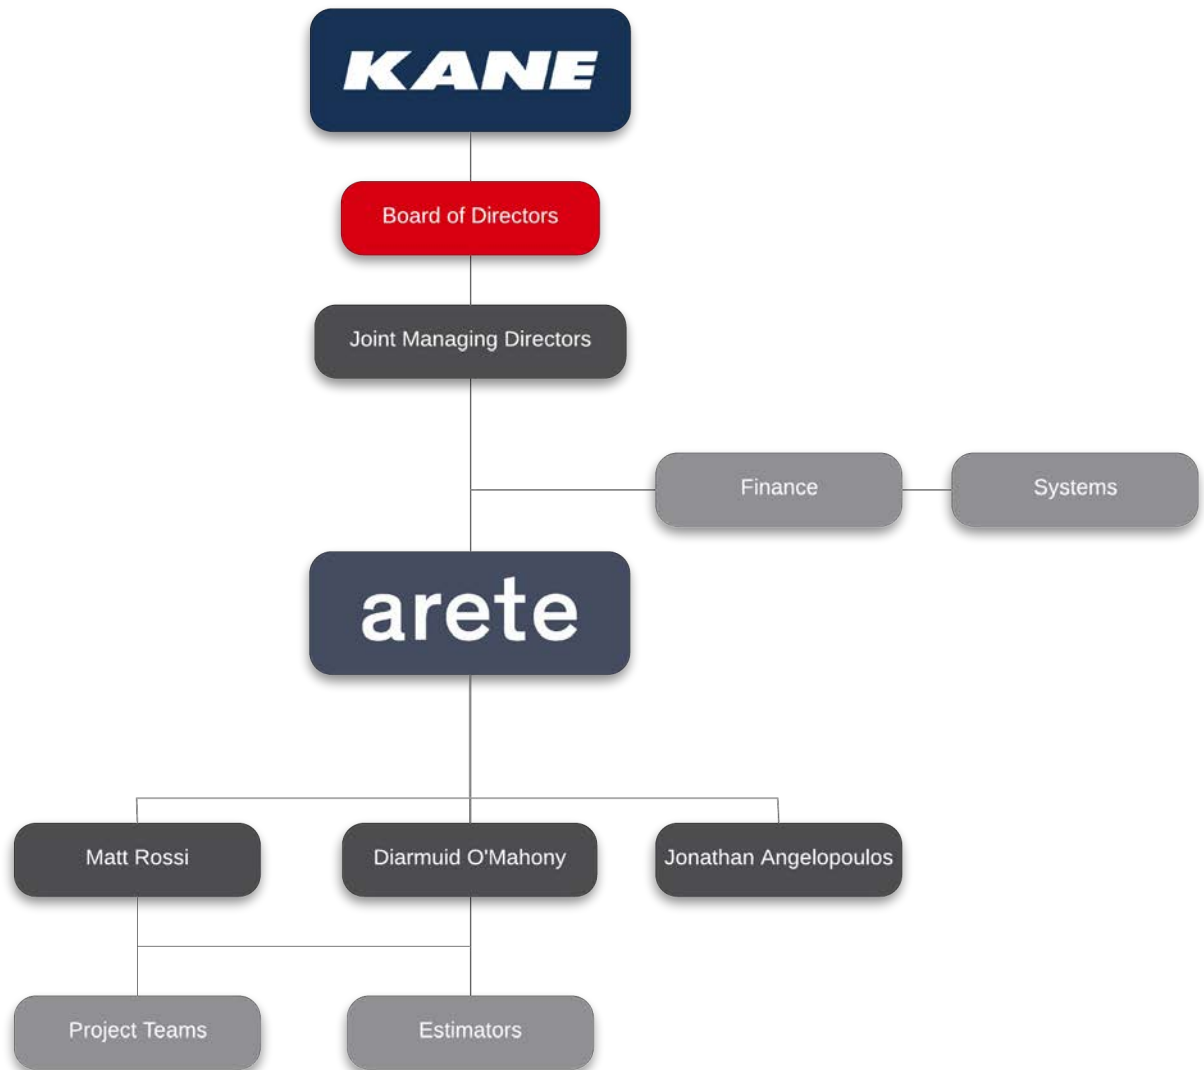 KANE
Board of Directors
Joint Managing Directors
Finance
Systems
arete
Matt Rossi
Diarmuid O'Mahony
Jonathan Angelopoulos
Project Teams
Estimators